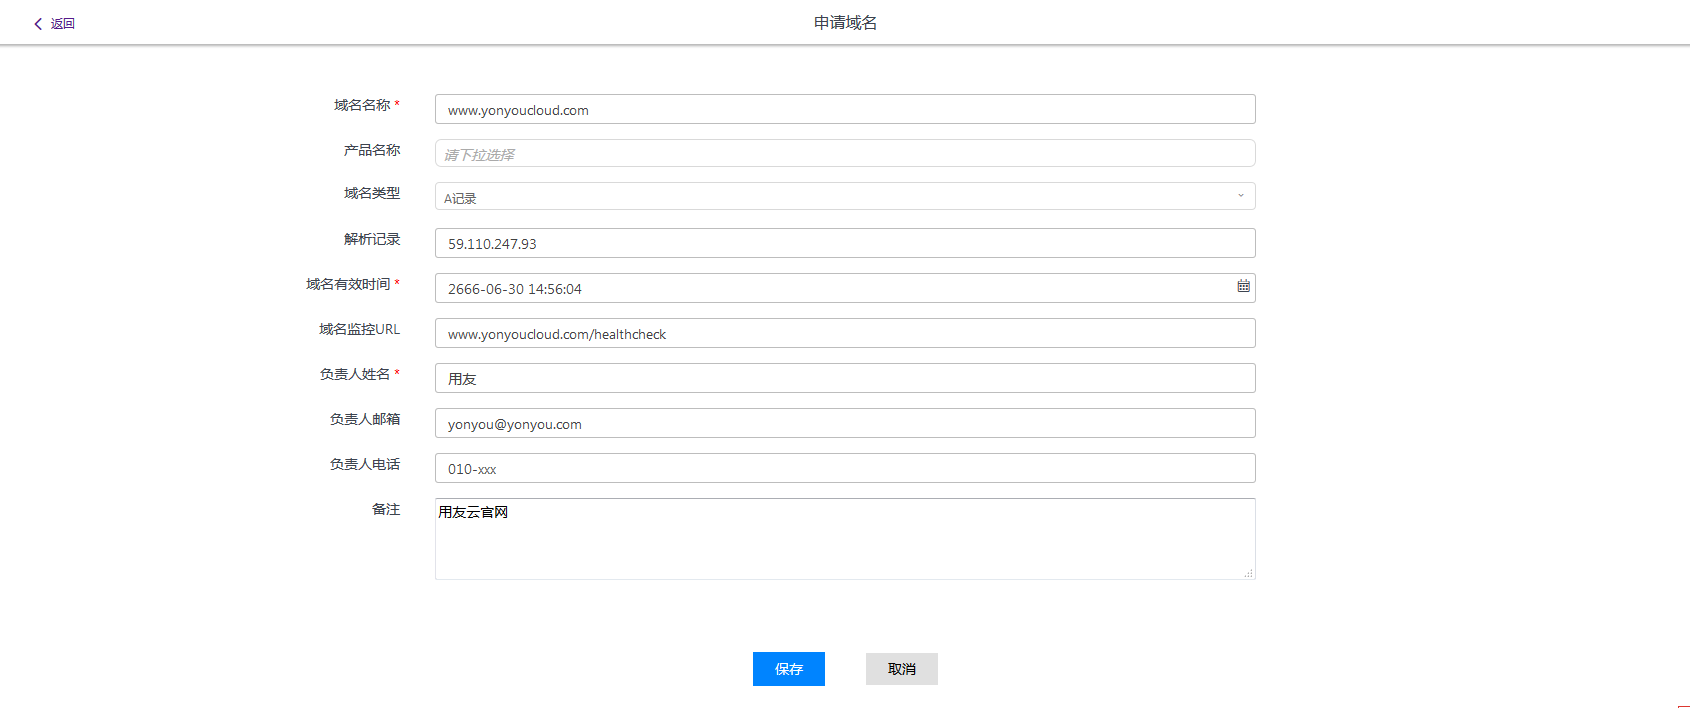 返回
申请域名
域名名称 *
www.yonyoucloud.com
产品名称
请下拉选择
域名类型
A记录
解析记录
59.110.247.93
域名有效时间 *
2666-06-30 14:56:04
域名监控URL
www.yonyoucloud.com/healthcheck
负责人姓名 *
用友
负责人邮箱
yonyou@yonyou.com
负责人电话
010-xxx
备注
用友云官网
保存
取消